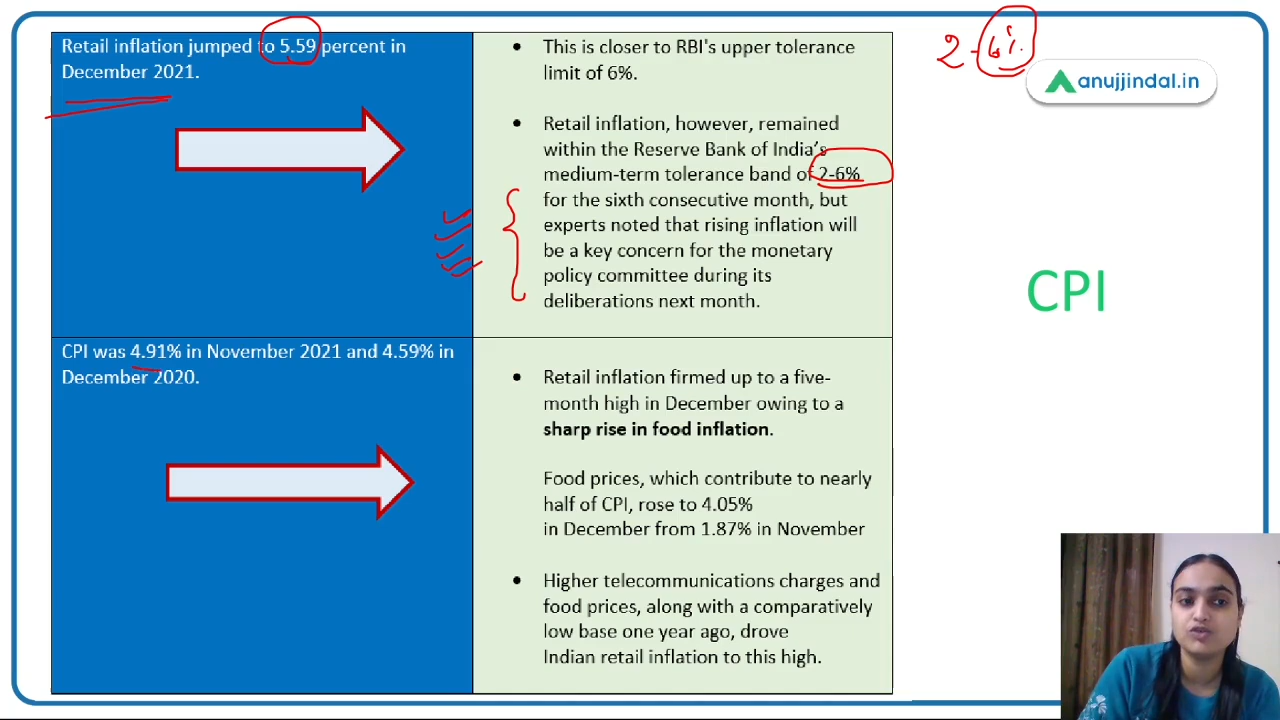 Retail inflation jumped to 5.59 percent in
December 2021.
This is closer to RBI's upper tolerance
limit of 6%.
Retail inflation, however, remained
within the Reserve Bank of India’s
medium-term tolerance band of 2-6%
for the sixth consecutive month, but
experts noted that rising inflation will
be a key concern for the monetary
policy committee during its
deliberations next month.
CPI was 4.91% in November 2021 and 4.59% in
December 2020.
Retail inflation firmed up to a five-
month high in December owing to a
sharp rise in food inflation.
Food prices, which contribute to nearly
half of CPI, rose to 4.05%
in December from 1.87% in November
Higher telecommunications charges and
food prices, along with a comparatively
low base one year ago, drove
Indian retail inflation to this high.
2-6%
anujjindal.in
CPI